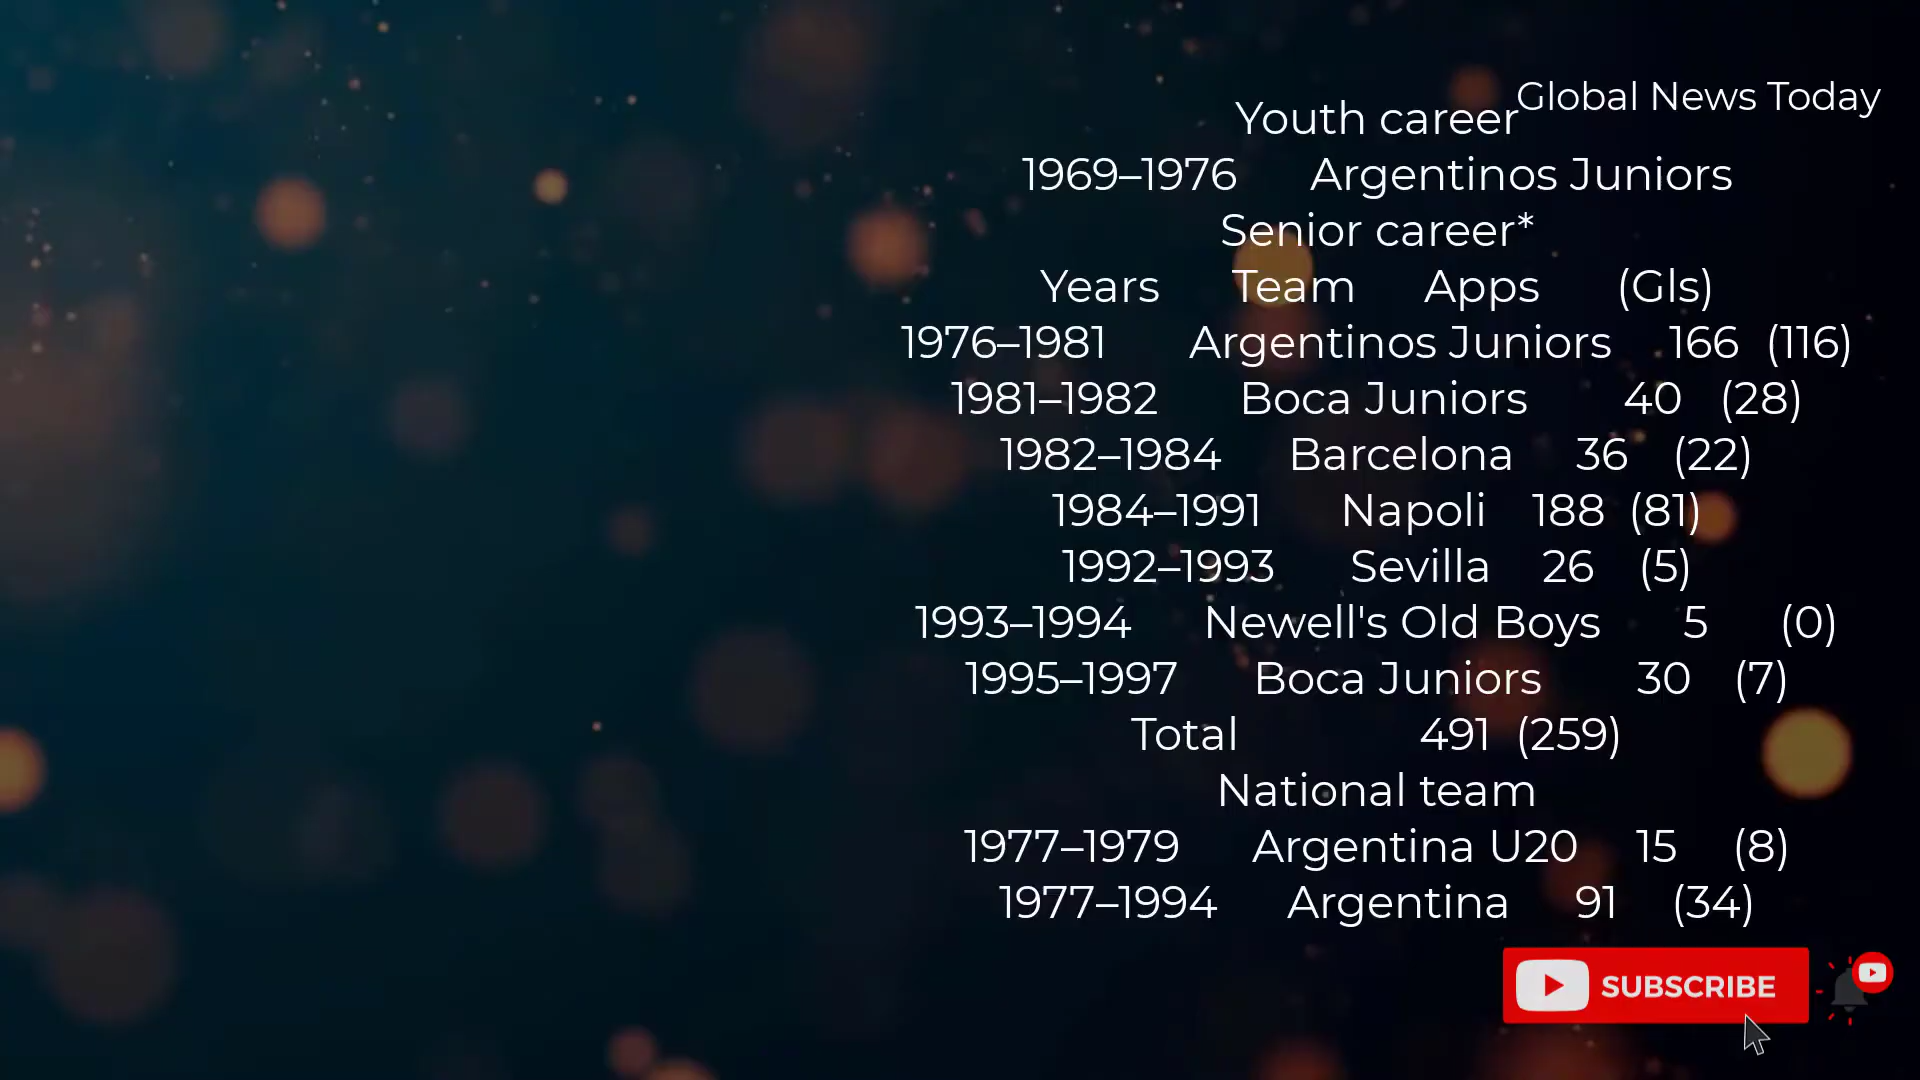 Global News Today
Youth career
1969–1976 Argentinos Juniors
Senior career*
Years Team Apps (Gls)
1976–1981 Argentinos Juniors 166 (116)
1981–1982 Boca Juniors 40 (28)
1982–1984 Barcelona 36 (22)
1984–1991 Napoli 188 (81)
1992–1993 Sevilla 26 (5)
1993–1994 Newell's Old Boys 5 (0)
1995–1997 Boca Juniors 30 (7)
Total 491 (259)
National team
1977–1979 Argentina U20 15 (8)
1977–1994 Argentina 91 (34)
SUBSCRIBE